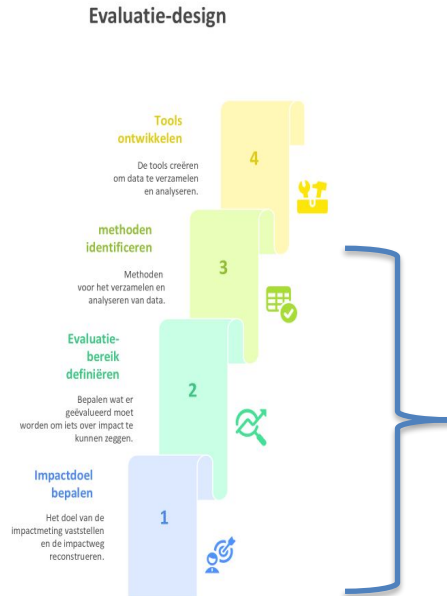 Evaluatie-design
Tools
ontwikkelen
De tools creëren
om data te verzamelen
en analyseren.
4
methoden
identificeren
Methoden
voor het verzamelen en
analyseren van data.
3
Evaluatie-
bereik
definiëren
Bepalen wat er
geëvalueerd moet
worden om iets over impact te
kunnen zeggen.
2
Impactdoel
bepalen
Het doel van de
impactmeting vaststellen
en de impactweg
reconstrueren.
1